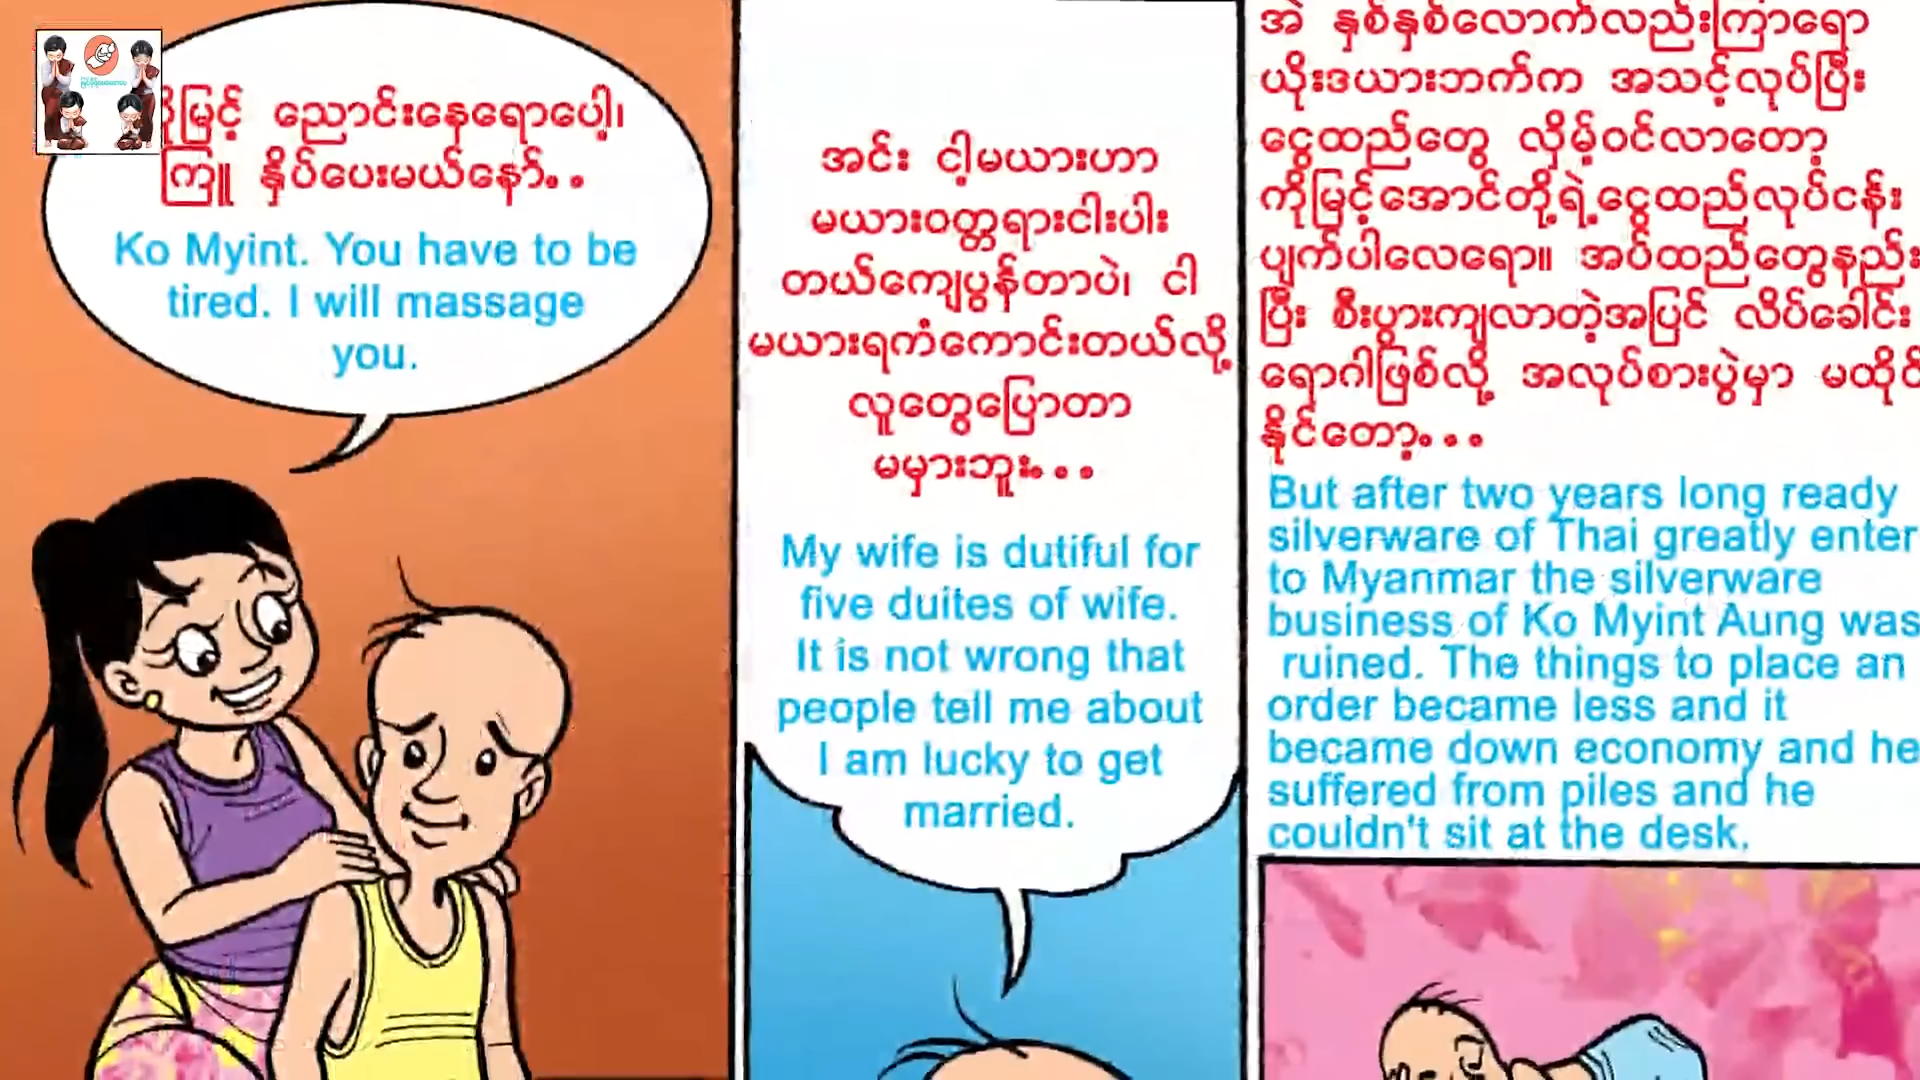 ညောင်းနေရောပေါ့၊
ကြူ နှိပ်ပေးမယ်နော်..
Ko Myint. You have to be
tired. I will massage
you.
အင်း ငါ့မယားဟာ
မယားဝတ္တရားငါးပါး
တယ်ကျေပွန်တာပဲ၊ ငါ
မယားရကံကောင်းတယ်လို့
လူတွေပြောတာ
မမှားဘူး...
My wife is dutiful for
five duites of wife.
It is not wrong that
people tell me about
I am lucky to get
married.
အဲ နှစ်နှစ်လောက်လည်းကြာရော
ယိုးဒယားဘက်က အသင့်လုပ်ပြီး
ငွေထည်တွေ လှိမ့်ဝင်လာတော့
ကိုမြင့်အောင်တို့ရဲ့ငွေထည်လုပ်ငန်း
ပျက်ပါလေရော။ အပ်ထည်တွေနည်း
ပြီး စီးပွားကျလာတဲ့အပြင် လိပ်ခေါင်း
ရောဂါဖြစ်လို့ အလုပ်စားပွဲမှာ မထိုင်
နိုင်တော့...
But after two years long ready
silverware of Thai greatly enter
to Myanmar the silverware
business of Ko Myint Aung was
ruined. The things to place an
order became less and it
became down economy and he
suffered from piles and he
couldn't sit at the desk.